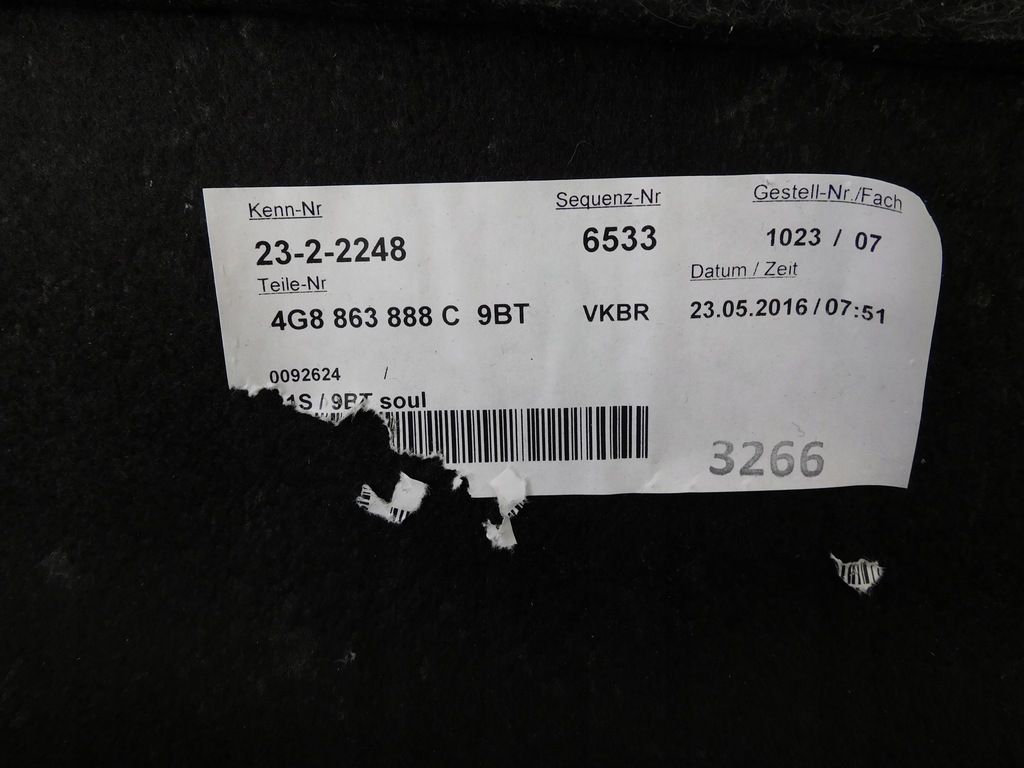 Kenn-Nr Sequenz-Nr Gestell-Nr./Fach
23-2-2248 6533 1023 / 07
Teile-Nr Datum / Zeit
4G8 863 888 C 9BT VKBR 23.05.2016 / 07:51
0092624 /
/ 9BT soul
3266